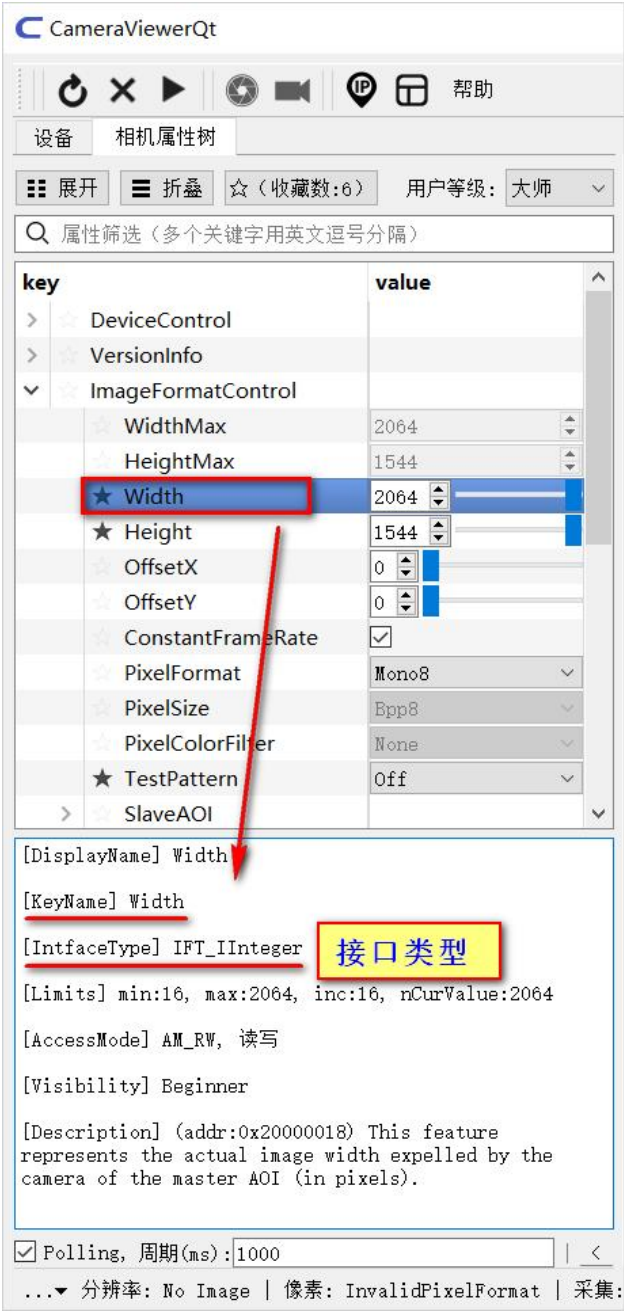 CameraViewerQt
IP 帮助
设备 相机属性树
展开 折叠 ☆（收藏数:6） 用户等级: 大师
属性筛选（多个关键字用英文逗号分隔）
key value
DeviceControl
VersionInfo
ImageFormatControl
WidthMax 2064
HeightMax 1544
★ Width 2064
★ Height 1544
OffsetX 0
OffsetY 0
ConstantFrameRate
PixelFormat Mono8
PixelSize Bpp8
PixelColorFilter None
★ TestPattern Off
SlaveAOI
[DisplayName] Width
[KeyName] Width
[IntfaceType] IFT_IInteger
接口类型
[Limits] min:16, max:2064, inc:16, nCurValue:2064
[AccessMode] AM_RW, 读写
[Visibility] Beginner
[Description] (addr:0x20000018) This feature
represents the actual image width expelled by the
camera of the master AOI (in pixels).
Polling, 周期(ms): 1000 | <
...▾ 分辨率: No Image | 像素: InvalidPixelFormat | 采集: